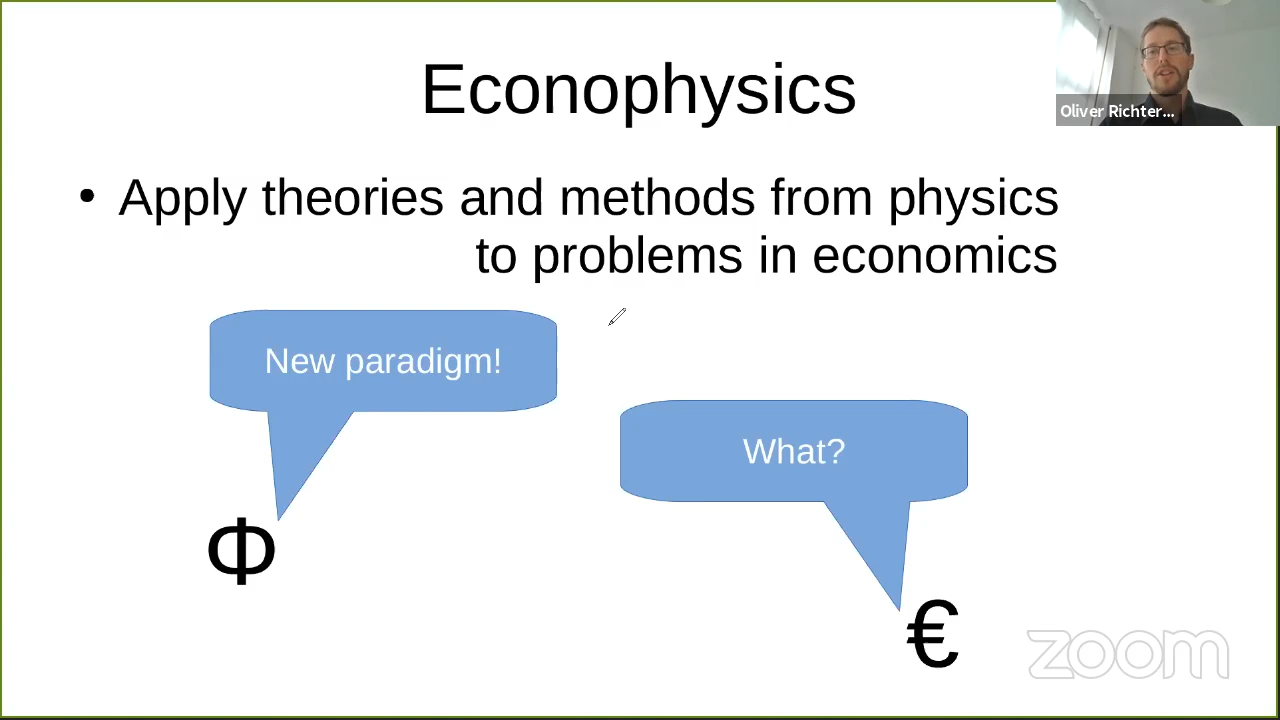 Econophysics
Oliver Richter...
• Apply theories and methods from physics
to problems in economics
New paradigm!
What?
Φ
€
zoom